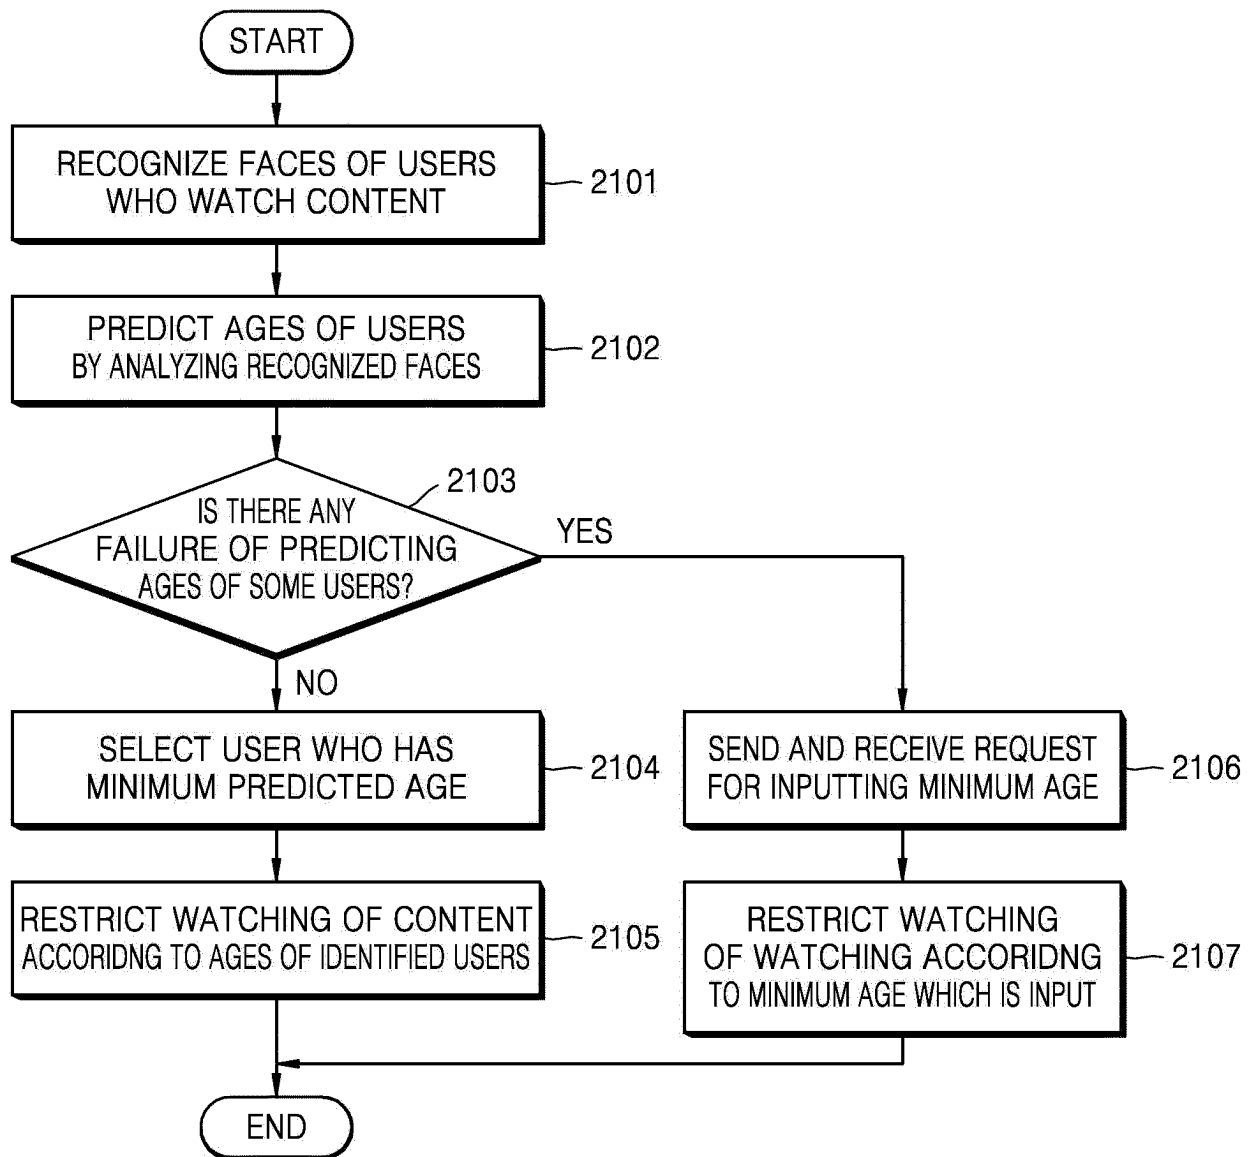 START
RECOGNIZE FACES OF USERS
WHO WATCH CONTENT
2101
PREDICT AGES OF USERS
BY ANALYZING RECOGNIZED FACES
2102
2103
IS THERE ANY
FAILURE OF PREDICTING
AGES OF SOME USERS?
YES
NO
SELECT USER WHO HAS
MINIMUM PREDICTED AGE
2104
SEND AND RECEIVE REQUEST
FOR INPUTTING MINIMUM AGE
2106
RESTRICT WATCHING OF CONTENT
ACCORIDNG TO AGES OF IDENTIFIED USERS
2105
RESTRICT WATCHING
OF WATCHING ACCORIDNG
TO MINIMUM AGE WHICH IS INPUT
2107
END